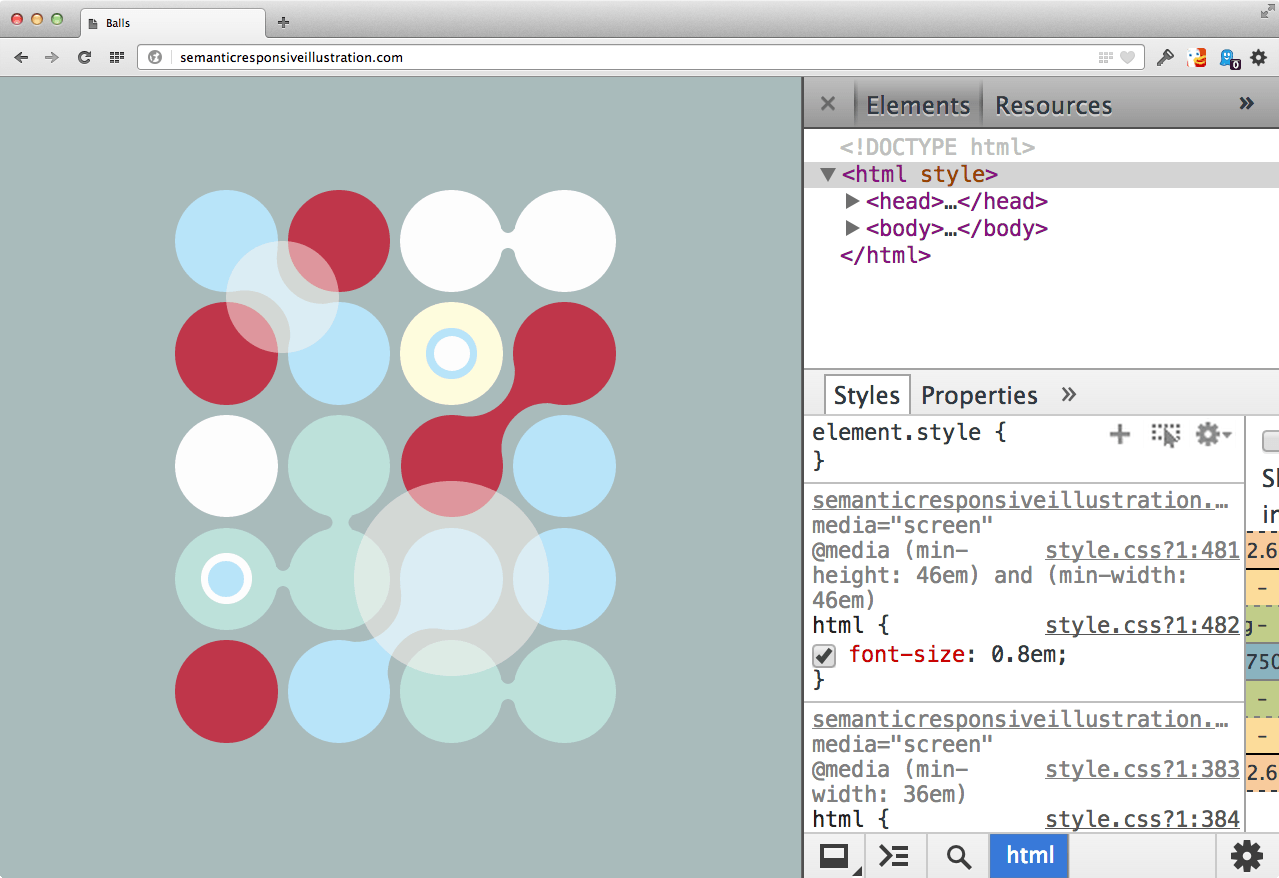 Balls
semanticresponsiveillustration.com
0
Elements Resources »
<!DOCTYPE html>
▼<html style>
▶<head>…</head>
▶<body>…</body>
</html>
Styles Properties »
element.style {
}
semanticresponsiveillustration.…
media="screen"
@media (min- style.css?1:481
height: 46em) and (min-width:
46em)
html { style.css?1:482
font-size: 0.8em;
}
semanticresponsiveillustration.…
media="screen"
@media (min- style.css?1:383
width: 36em)
html { style.css?1:384
2.6
-
-
750
-
-
2.6
html